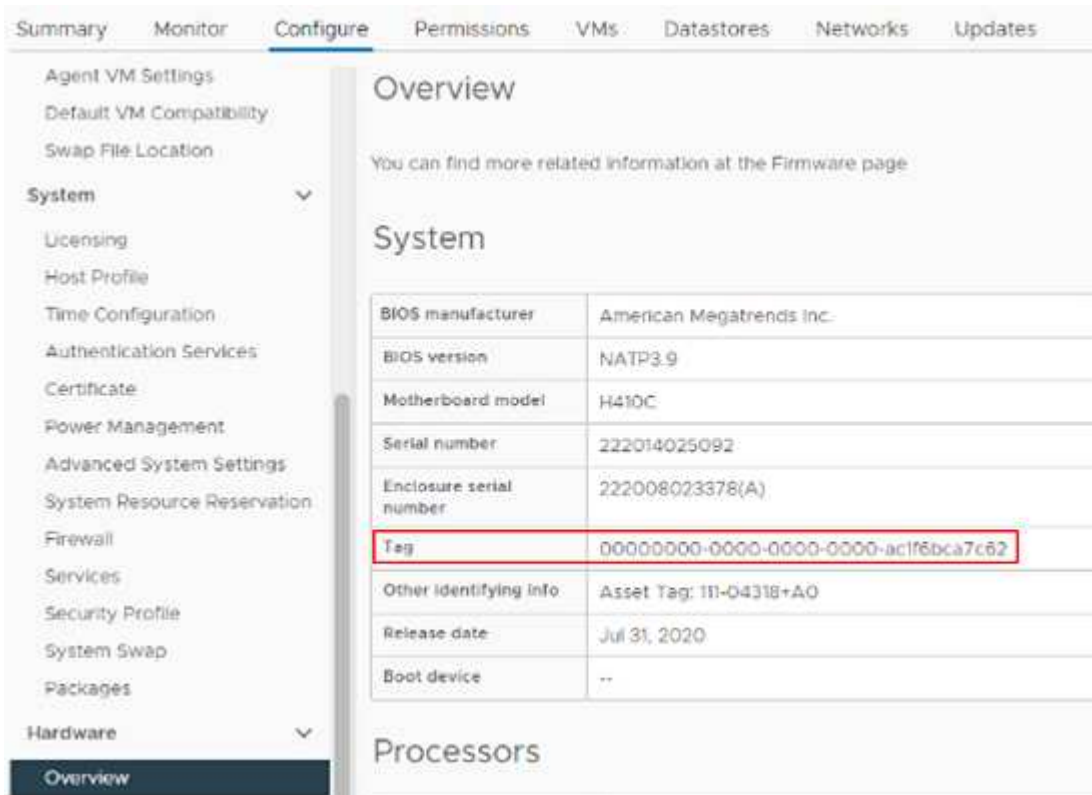 Summary Monitor Configure Permissions VMs Datastores Networks Updates
Agent VM Settings
Default VM Compatibility
Swap File Location
System
Licensing
Host Profile
Time Configuration
Authentication Services
Certificate
Power Management
Advanced System Settings
System Resource Reservation
Firewall
Services
Security Profile
System Swap
Packages
Hardware
Overview
Overview
You can find more related information at the Firmware page
System
BIOS manufacturer American Megatrends Inc.
BIOS version NATP3.9
Motherboard model H410C
Serial number 222014025092
Enclosure serial
number 222008023378(A)
Tag 00000000-0000-0000-0000-ac1f6bca7c62
Other identifying info Asset Tag: 111-04318+A0
Release date Jul 31, 2020
Boot device --
Processors